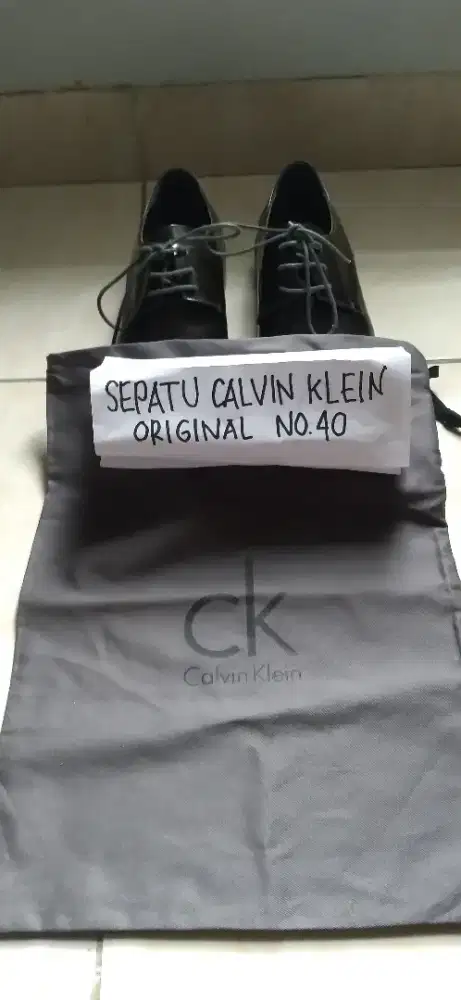 SEPATU CALVIN KLEIN
ORIGINAL NO.40
ck
Calvin Klein